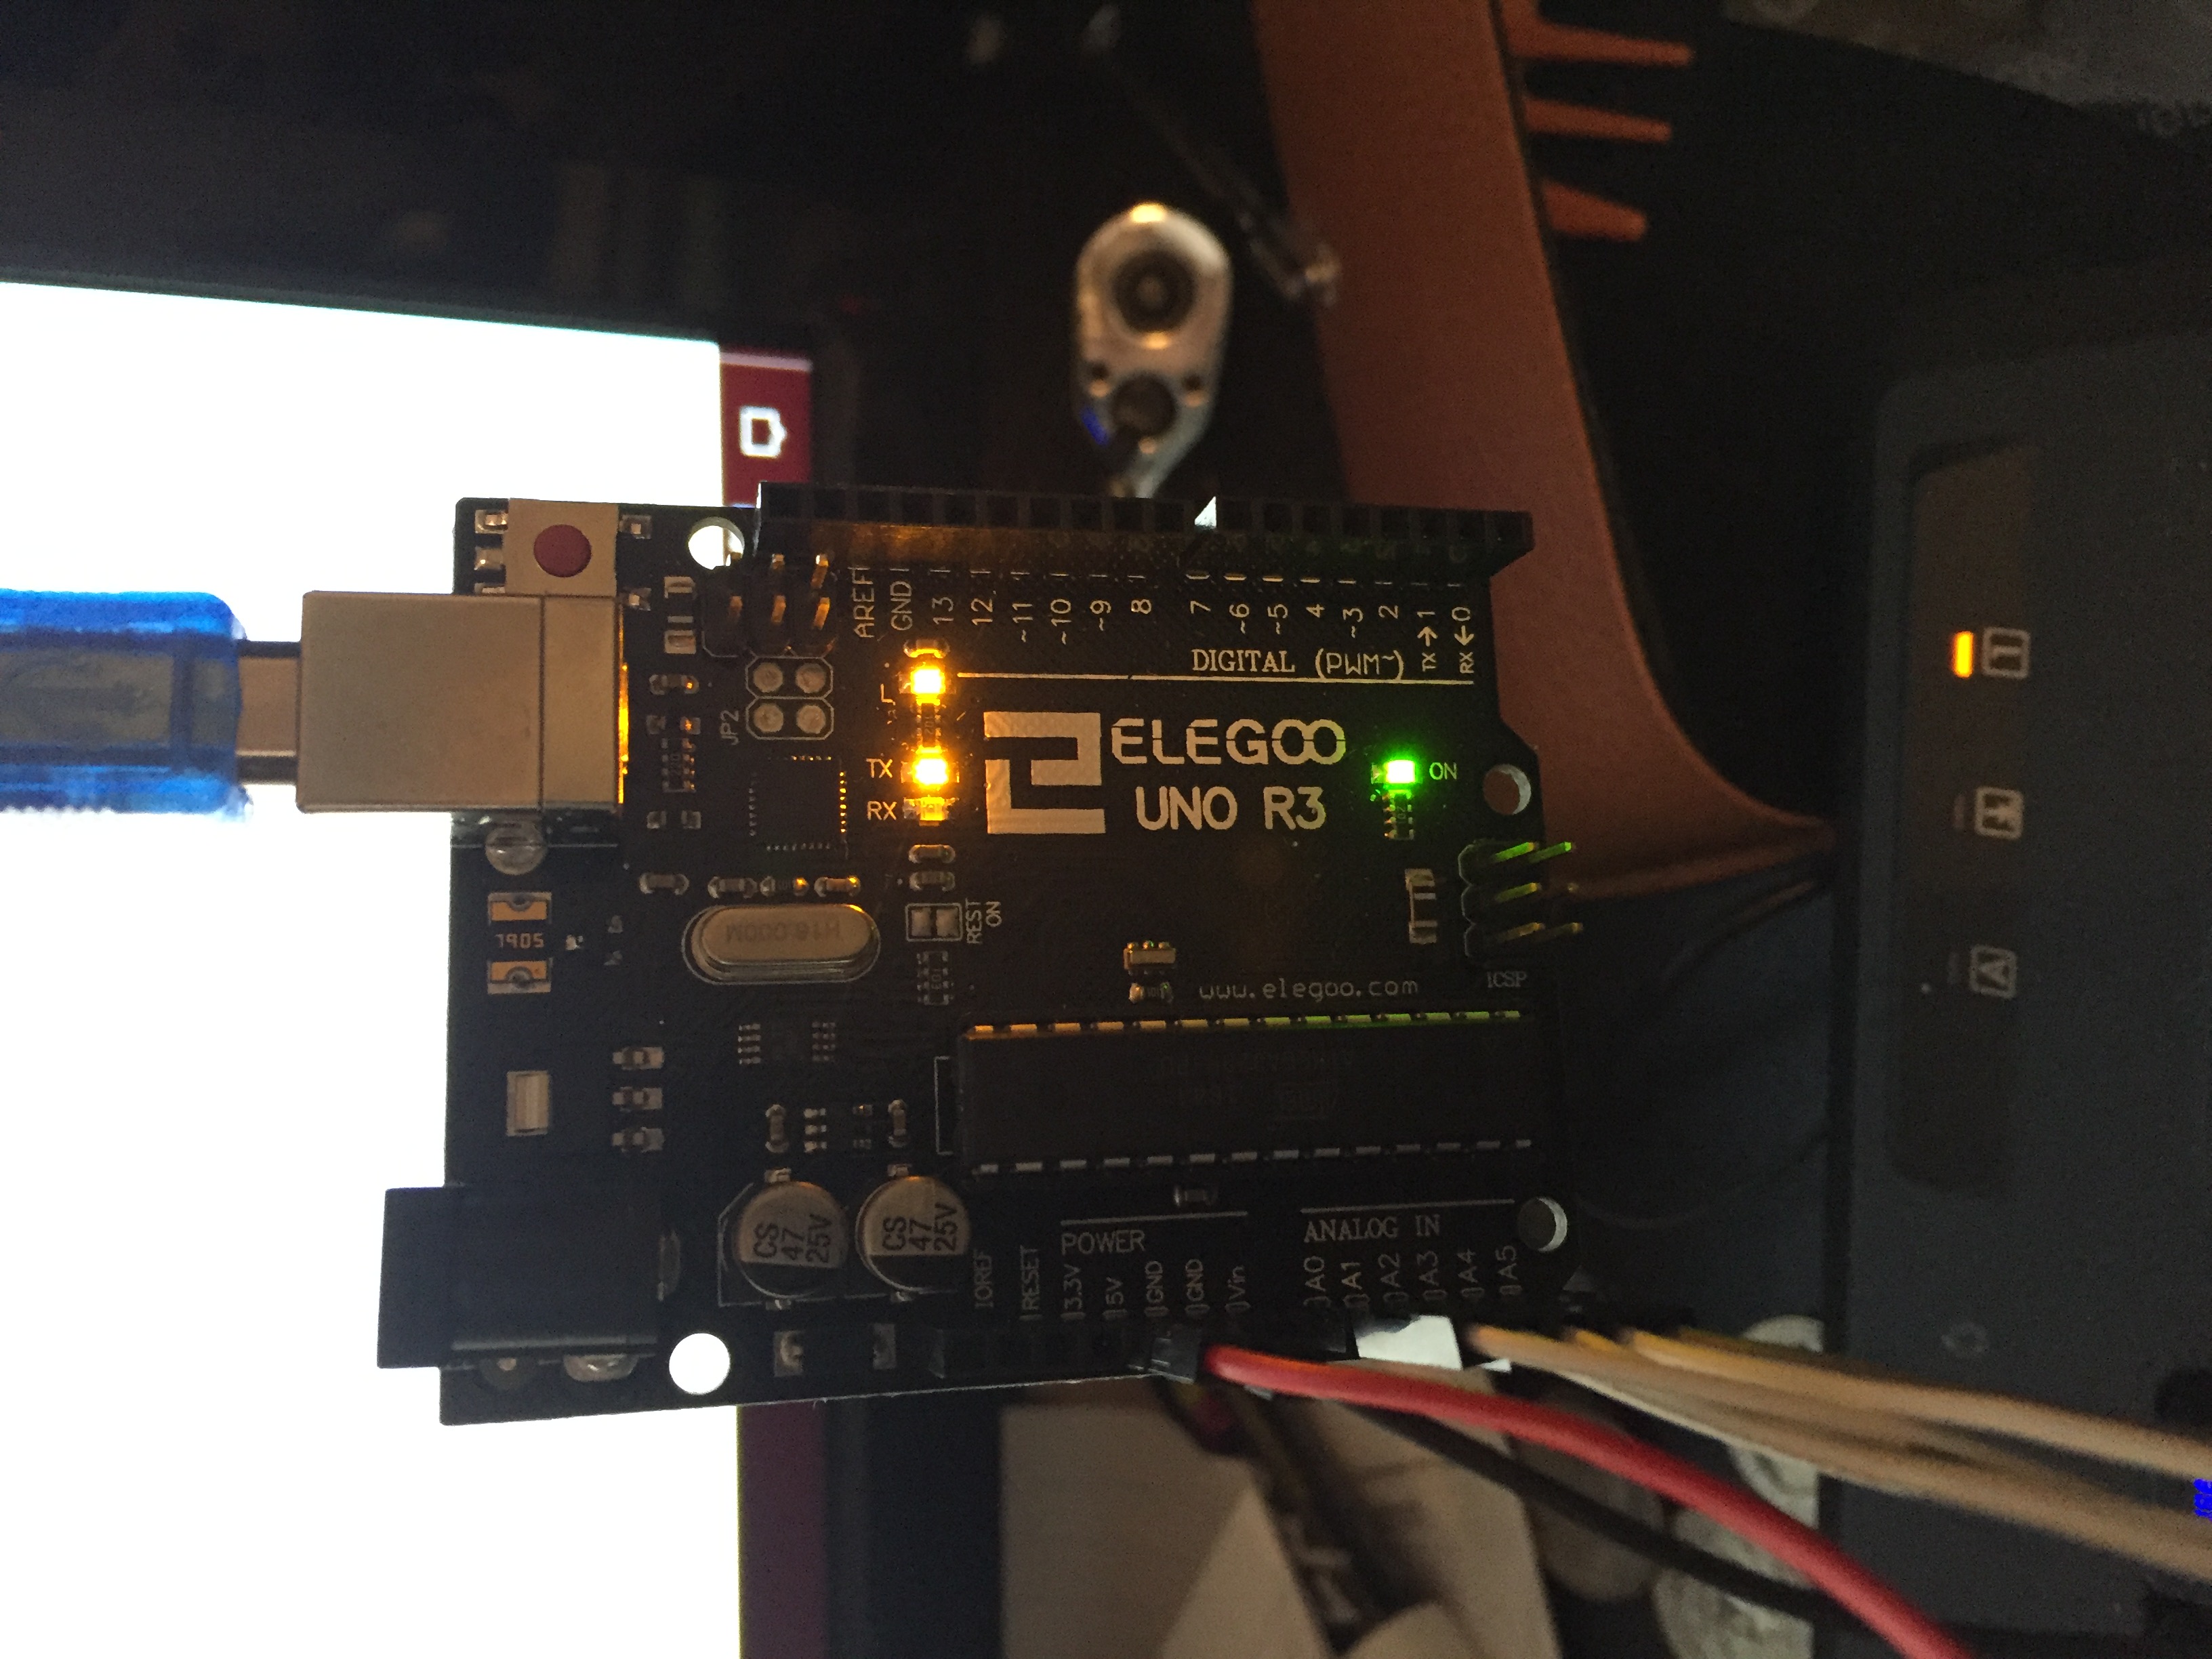 5091
CS
47
25V
CS
47
25V
JP2
RX
TX
L
AREF
GND
13
12
~11
~10
~9
8
7
~6
~5
4
~3
2
TX→1
RX←0
DIGITAL (PWM~)
REST
ON
IOREF
RESET
3.3V
5V
GND
GND
Vin
POWER
A0
A1
A2
A3
A4
A5
ANALOG IN
ELEGOO
UNO R3
www.elegoo.com
ON
ICSP
A
1